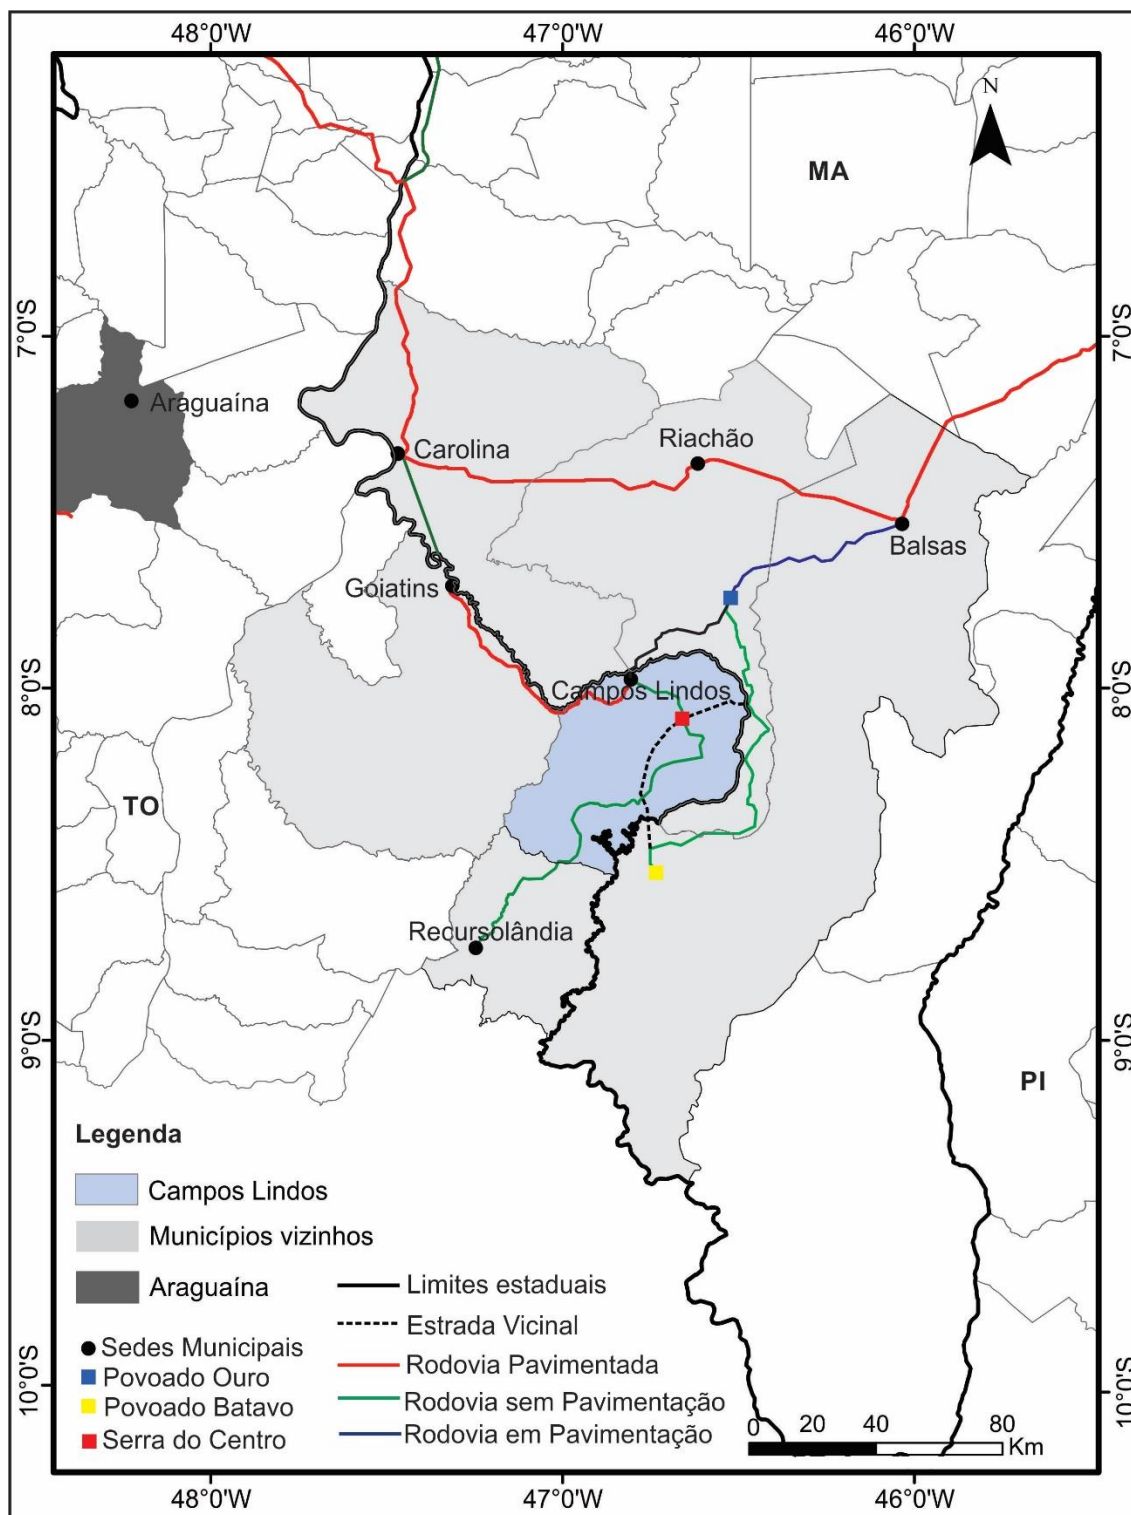 48°0'W
47°0'W
46°0'W
N
MA
7°0'S
7°0'S
Araguaína
Carolina
Riachão
Balsas
Goiatins
8°0'S
8°0'S
Campos Lindos
TO
Recursolândia
9°0'S
9°0'S
PI
Legenda
Campos Lindos
Municípios vizinhos
Araguaína
Limites estaduais
Estrada Vicinal
Sedes Municipais
Rodovia Pavimentada
Povoado Ouro
Rodovia sem Pavimentação
Povoado Batavo
Rodovia em Pavimentação
Serra do Centro
10°0'S
10°0'S
0 20 40 80
Km
48°0'W
47°0'W
46°0'W